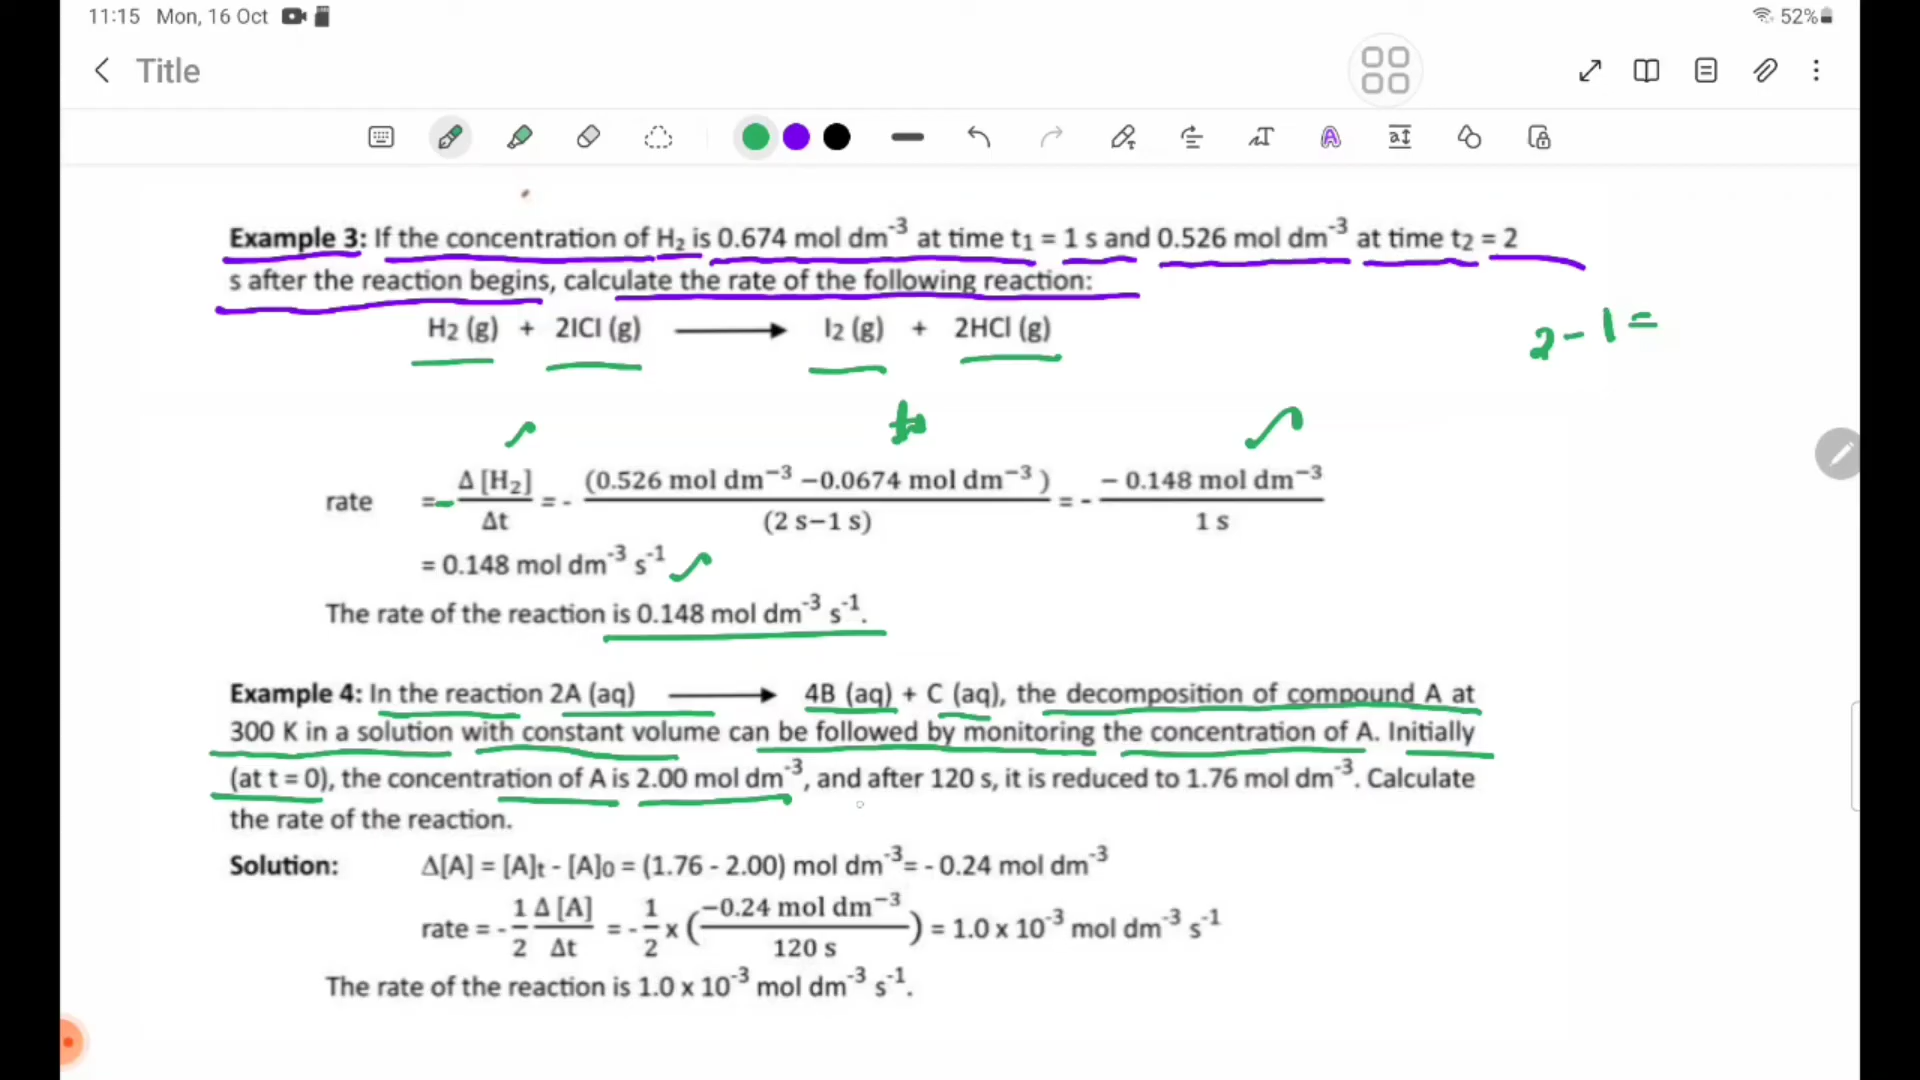 11:15 Mon, 16 Oct 52%
Title
Example 3: If the concentration of H₂ is 0.674 mol dm⁻³ at time t₁ = 1 s and 0.526 mol dm⁻³ at time t₂ = 2
s after the reaction begins, calculate the rate of the following reaction:
H₂ (g) + 2ICl (g) ⟶ I₂ (g) + 2HCl (g)
2 - 1 =
rate = - Δ [H₂] / Δt = - (0.526 mol dm⁻³ −0.0674 mol dm⁻³ ) / (2 s−1 s) = - − 0.148 mol dm⁻³ / 1 s
= 0.148 mol dm⁻³ s⁻¹
The rate of the reaction is 0.148 mol dm⁻³ s⁻¹.
Example 4: In the reaction 2A (aq) ⟶ 4B (aq) + C (aq), the decomposition of compound A at
300 K in a solution with constant volume can be followed by monitoring the concentration of A. Initially
(at t = 0), the concentration of A is 2.00 mol dm⁻³, and after 120 s, it is reduced to 1.76 mol dm⁻³. Calculate
the rate of the reaction.
Solution: Δ[A] = [A]t - [A]0 = (1.76 - 2.00) mol dm⁻³= - 0.24 mol dm⁻³
rate = - 1/2 Δ [A] / Δt = - 1/2 x (−0.24 mol dm⁻³ / 120 s) = 1.0 x 10⁻³ mol dm⁻³ s⁻¹
The rate of the reaction is 1.0 x 10⁻³ mol dm⁻³ s⁻¹.